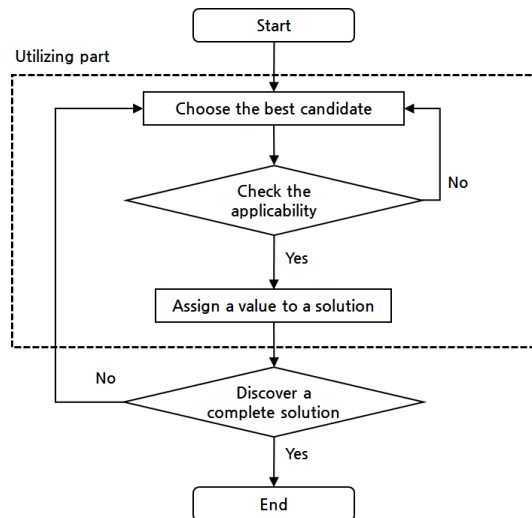 Start
Utilizing part
Choose the best candidate
Check the
applicability
No
Yes
Assign a value to a solution
No
Discover a
complete solution
Yes
End